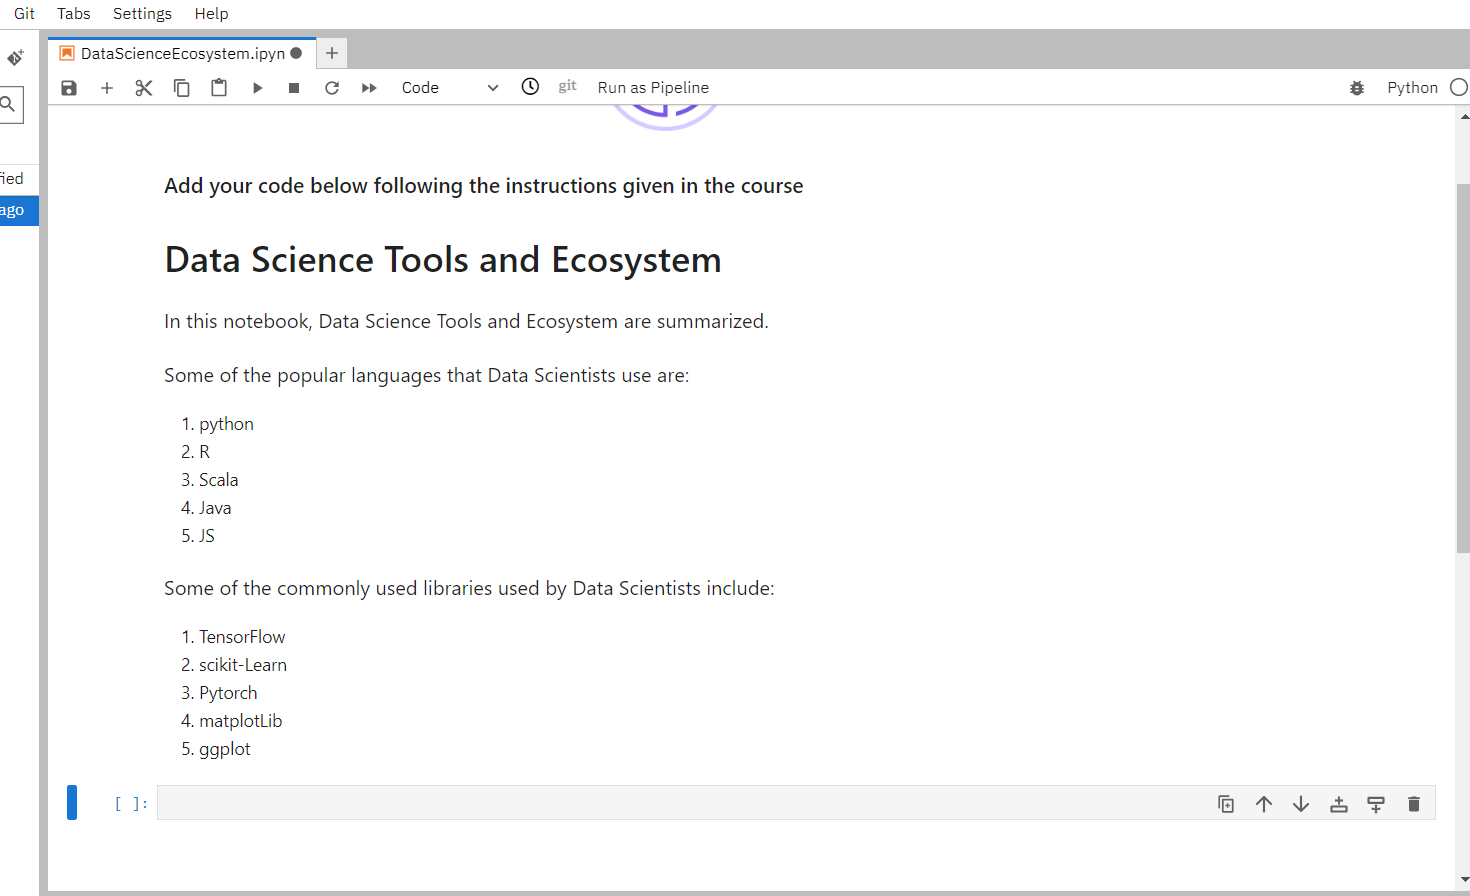 Git Tabs Settings Help
DataScienceEcosystem.ipyn
Code git Run as Pipeline Python
Add your code below following the instructions given in the course
ago
Data Science Tools and Ecosystem
In this notebook, Data Science Tools and Ecosystem are summarized.
Some of the popular languages that Data Scientists use are:
1. python
2. R
3. Scala
4. Java
5. JS
Some of the commonly used libraries used by Data Scientists include:
1. TensorFlow
2. scikit-Learn
3. Pytorch
4. matplotLib
5. ggplot
[ ]: